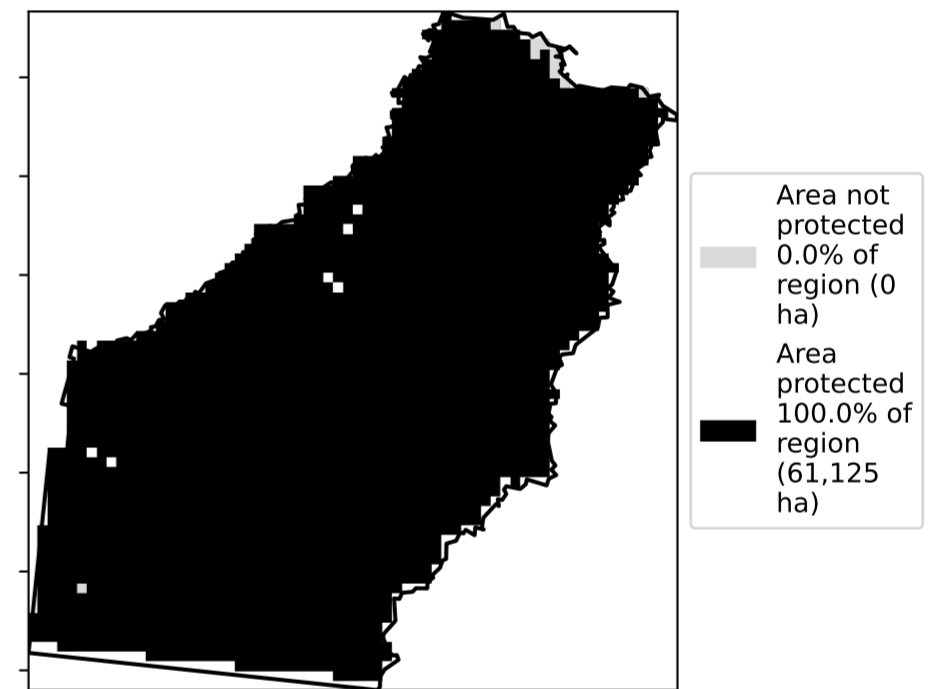 Area not
protected
0.0% of
region (0
ha)
Area
protected
100.0% of
region
(61,125
ha)